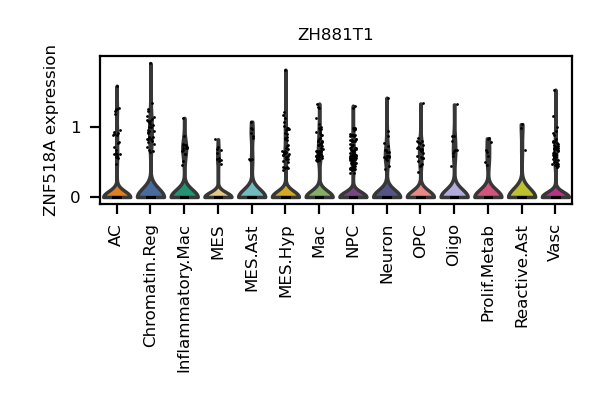 ZH881T1
ZNF518A expression
1
0
AC
Chromatin.Reg
Inflammatory.Mac
MES
MES.Ast
MES.Hyp
Mac
NPC
Neuron
OPC
Oligo
Prolif.Metab
Reactive.Ast
Vasc